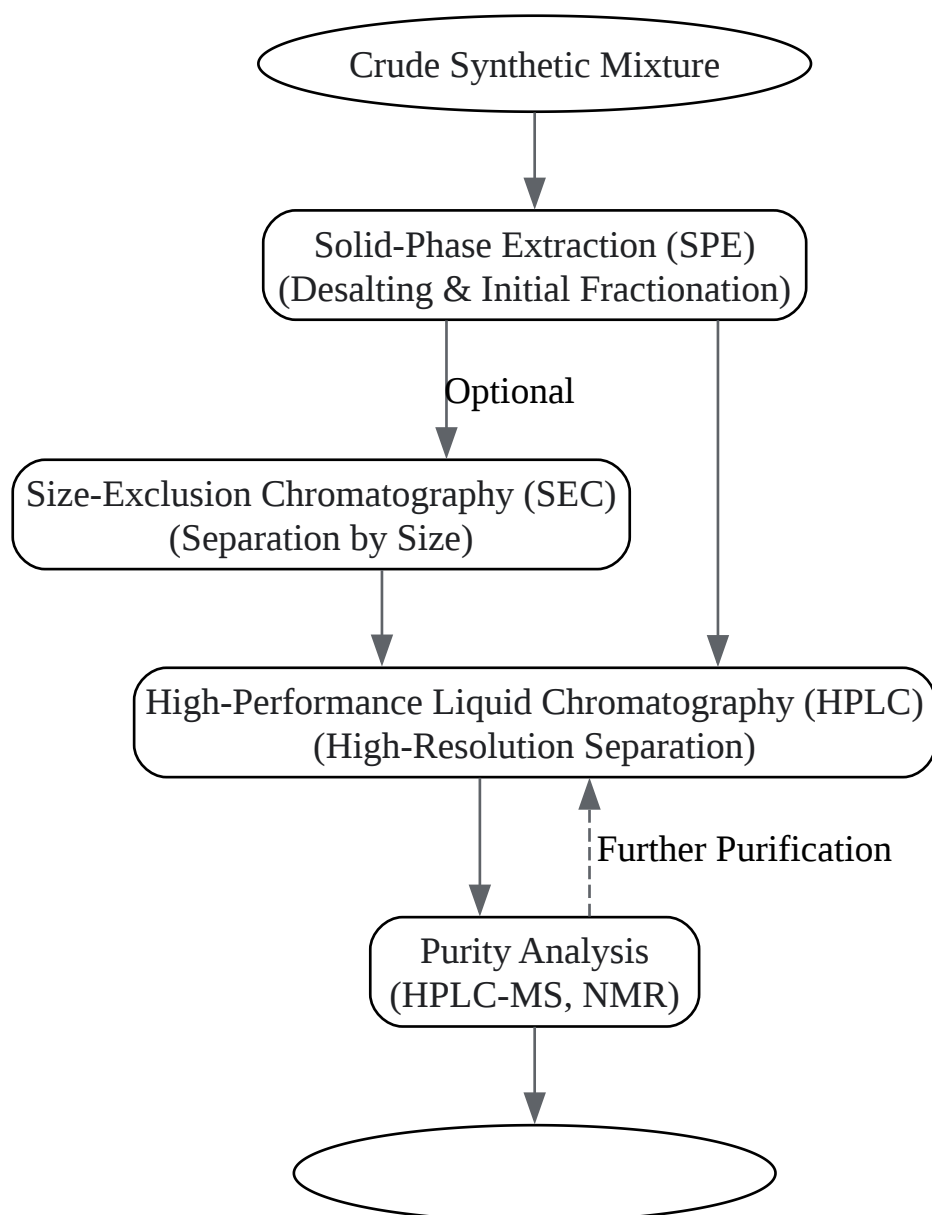 Crude Synthetic Mixture
Solid-Phase Extraction (SPE)
(Desalting & Initial Fractionation)
Optional
Size-Exclusion Chromatography (SEC)
(Separation by Size)
High-Performance Liquid Chromatography (HPLC)
(High-Resolution Separation)
Further Purification
Purity Analysis
(HPLC-MS, NMR)